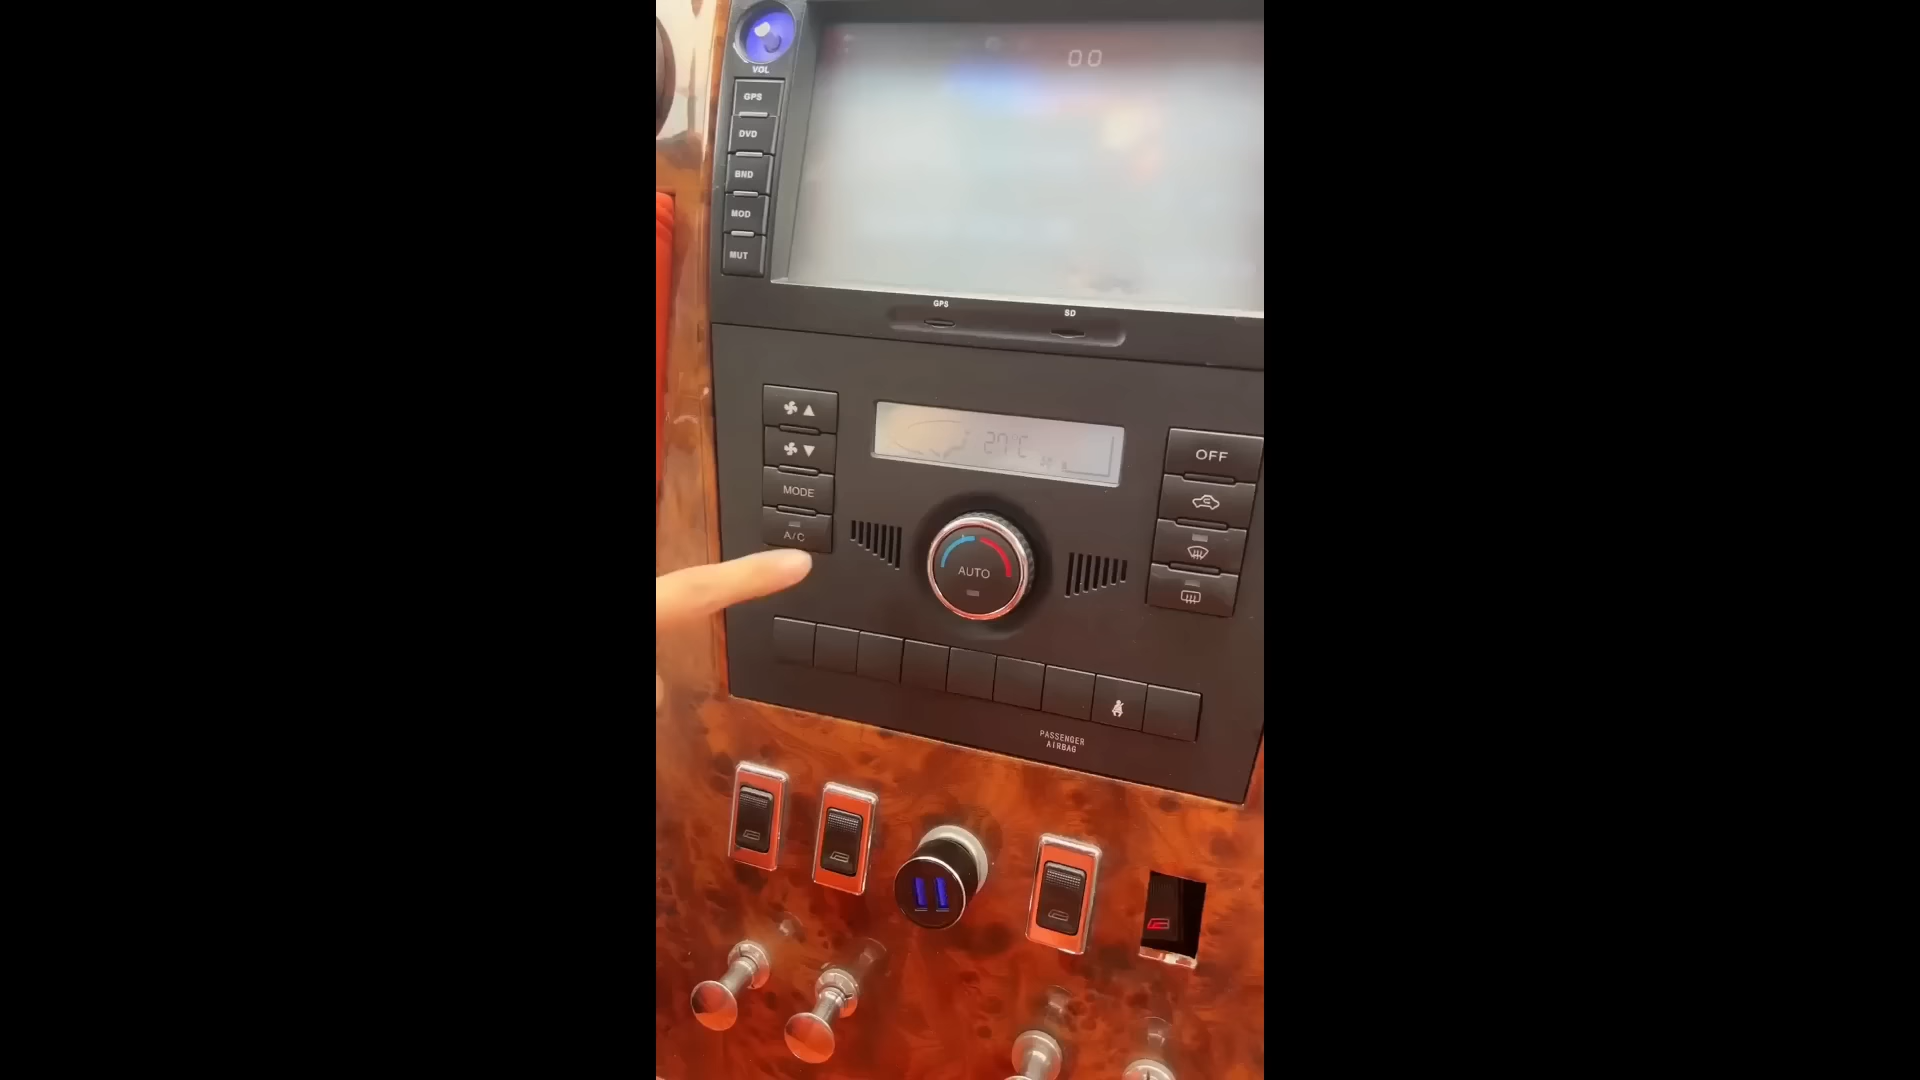 VOL
00
GPS
DVD
BND
MOD
MUT
GPS
SD
27°C
MODE
A/C
OFF
AUTO
PASSENGER
AIRBAG